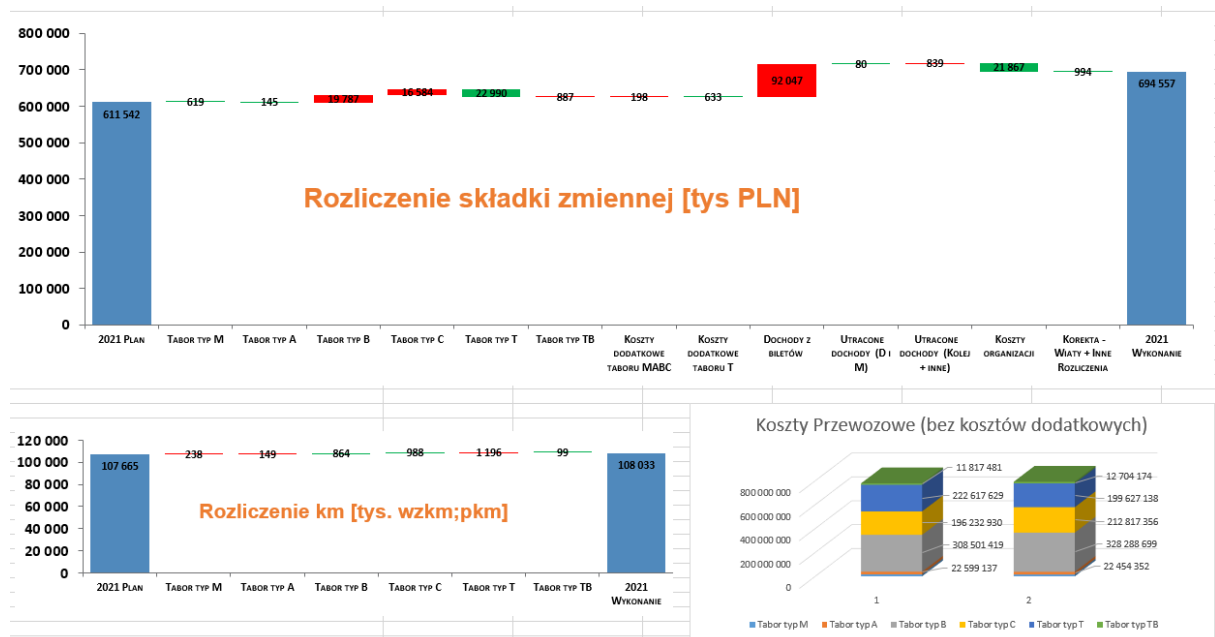 800 000
700 000
600 000
500 000
400 000
300 000
200 000
100 000
0
611 542
619
145
19 787
16 584
22 990
887
198
633
92 047
80
839
21 867
994
694 557
Rozliczenie składki zmiennej [tys PLN]
2021 Plan
Tabor typ M
Tabor typ A
Tabor typ B
Tabor typ C
Tabor typ T
Tabor typ TB
Koszty
dodatkowe
taboru MABC
Koszty
dodatkowe
taboru T
Dochody z
biletów
Utracone
dochody (D i
M)
Utracone
dochody (Kolej
+ inne)
Koszty
organizacji
Korekta -
Wiaty + Inne
Rozliczenia
2021
Wykonanie
120 000
100 000
80 000
60 000
40 000
20 000
0
107 665
238
149
864
988
1 196
99
108 033
Rozliczenie km [tys. wzkm;pkm]
2021 Plan
Tabor typ M
Tabor typ A
Tabor typ B
Tabor typ C
Tabor typ T
Tabor typ TB
2021
Wykonanie
Koszty Przewozowe (bez kosztów dodatkowych)
800 000 000
600 000 000
400 000 000
200 000 000
0
11 817 481
222 617 629
196 232 930
308 501 419
22 599 137
12 704 174
199 627 138
212 817 356
328 288 699
22 454 352
1
2
Tabor typ M
Tabor typ A
Tabor typ B
Tabor typ C
Tabor typ T
Tabor typ TB